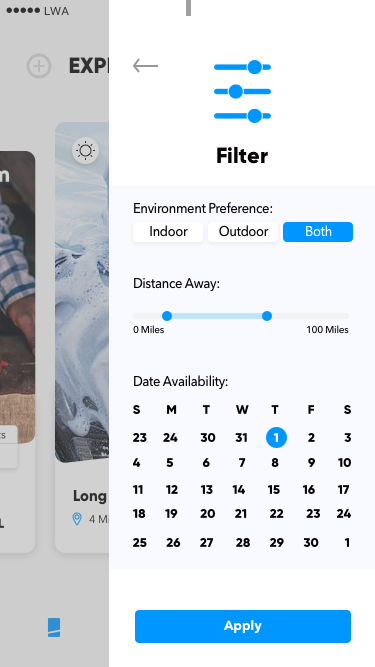 LWA
Filter
Environment Preference:
Indoor Outdoor Both
Distance Away:
0 Miles 100 Miles
Date Availability:
S M T W T F S
23 24 30 31 1 2 3
4 5 6 7 8 9 10
11 12 13 14 15 16 17
18 19 20 21 22 23 24
25 26 27 28 29 30 1
Long
4 Mi
Apply